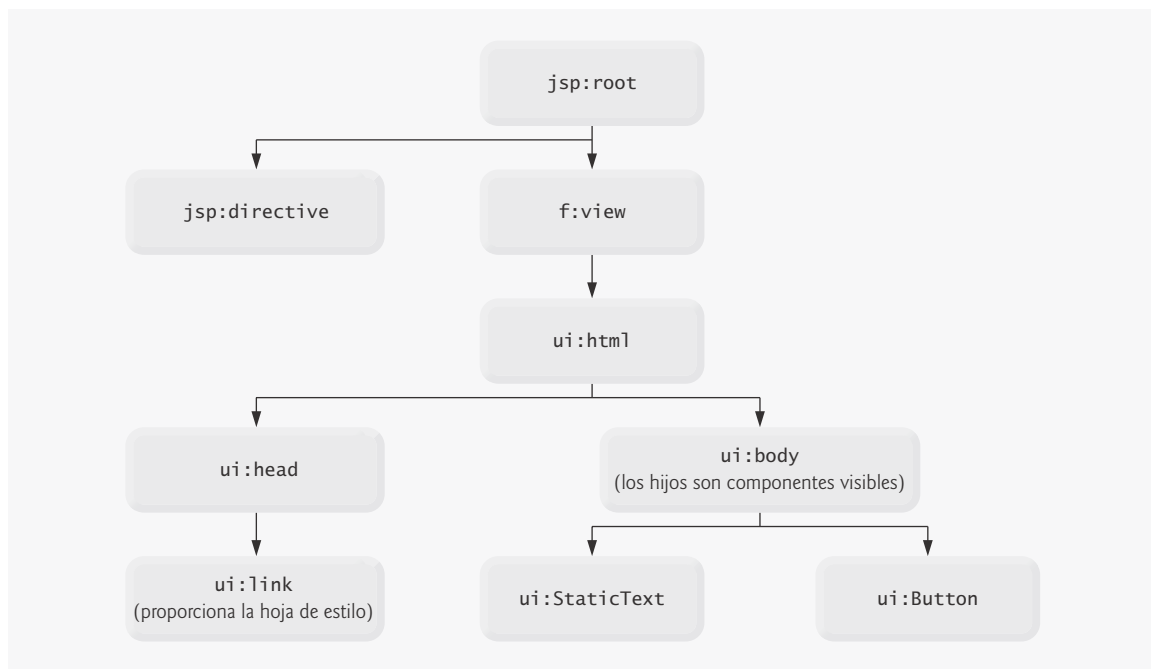 jsp:root
jsp:directive
f:view
ui:html
ui:head
ui:body
(los hijos son componentes visibles)
ui:link
(proporciona la hoja de estilo)
ui:StaticText
ui:Button